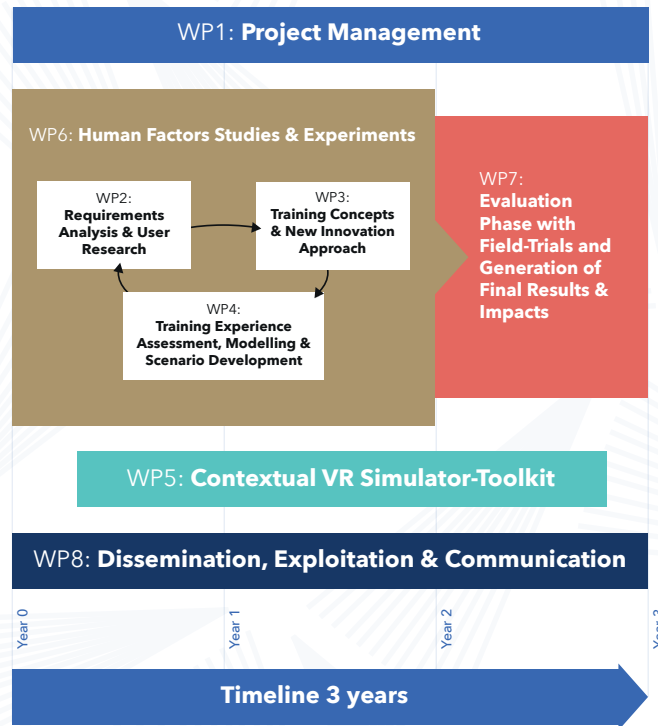 WP1: Project Management
WP6: Human Factors Studies & Experiments
WP2:
Requirements
Analysis & User
Research
WP3:
Training Concepts
& New Innovation
Approach
WP4:
Training Experience
Assessment, Modelling &
Scenario Development
WP7:
Evaluation
Phase with
Field-Trials and
Generation of
Final Results &
Impacts
WP5: Contextual VR Simulator-Toolkit
WP8: Dissemination, Exploitation & Communication
Year 0
Year 1
Year 2
Year 3
Timeline 3 years